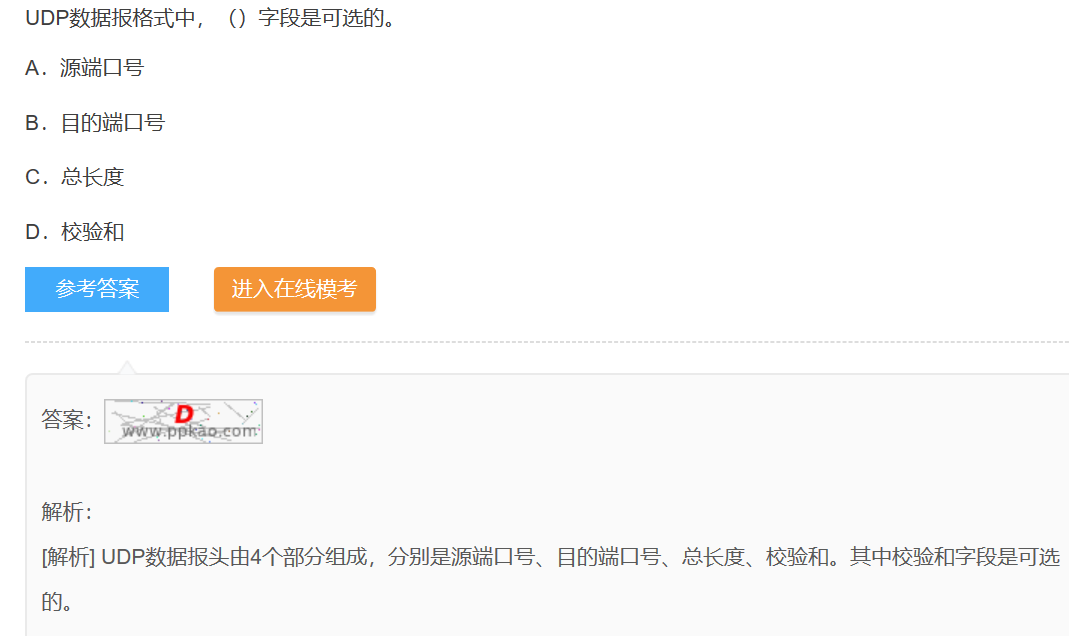 UDP数据报格式中，（）字段是可选的。
A．源端口号
B．目的端口号
C．总长度
D．校验和
参考答案 进入在线模考
答案： D
www.ppkao.com
解析：
[解析] UDP数据报头由4个部分组成，分别是源端口号、目的端口号、总长度、校验和。其中校验和字段是可选
的。